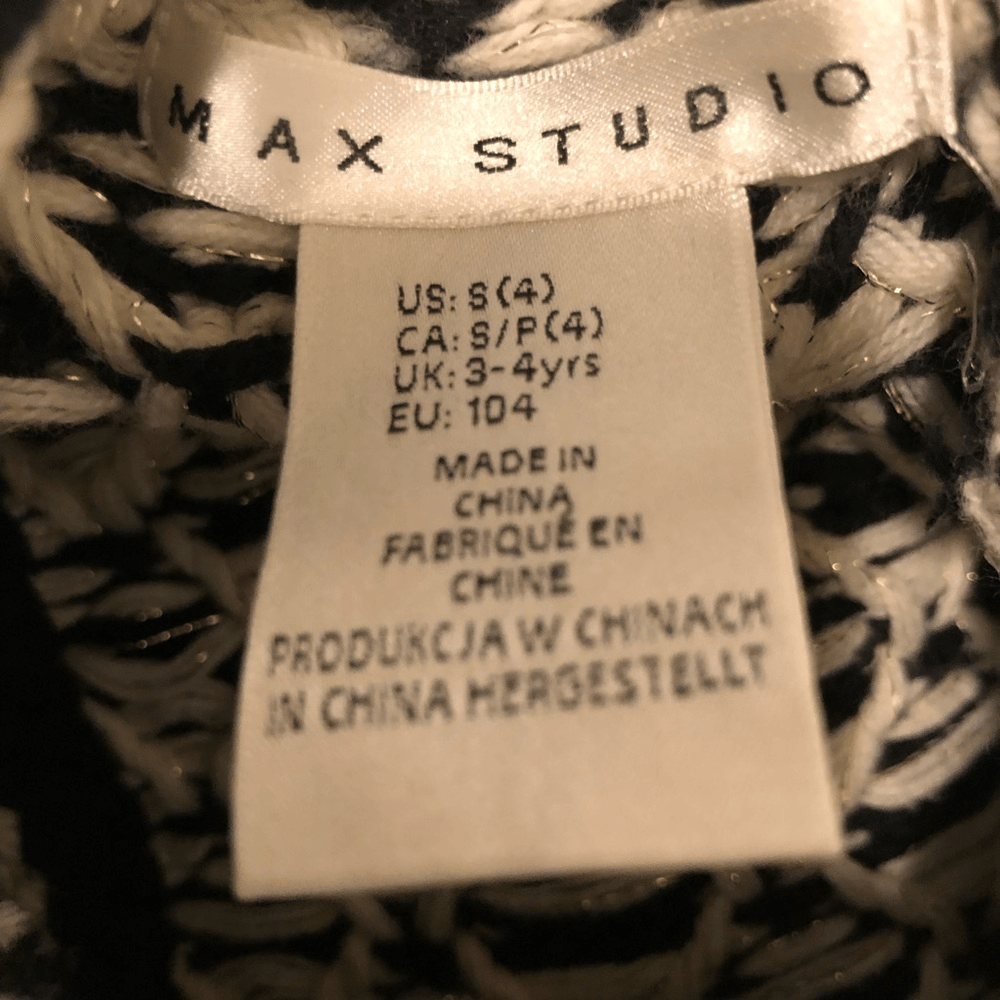 MAX STUDIO
US: S(4)
CA: S/P(4)
UK: 3-4yrs
EU: 104
MADE IN
CHINA
FABRIQUÉ EN
CHINE
PRODUKCJA W CHINACH
IN CHINA HERGESTELLT